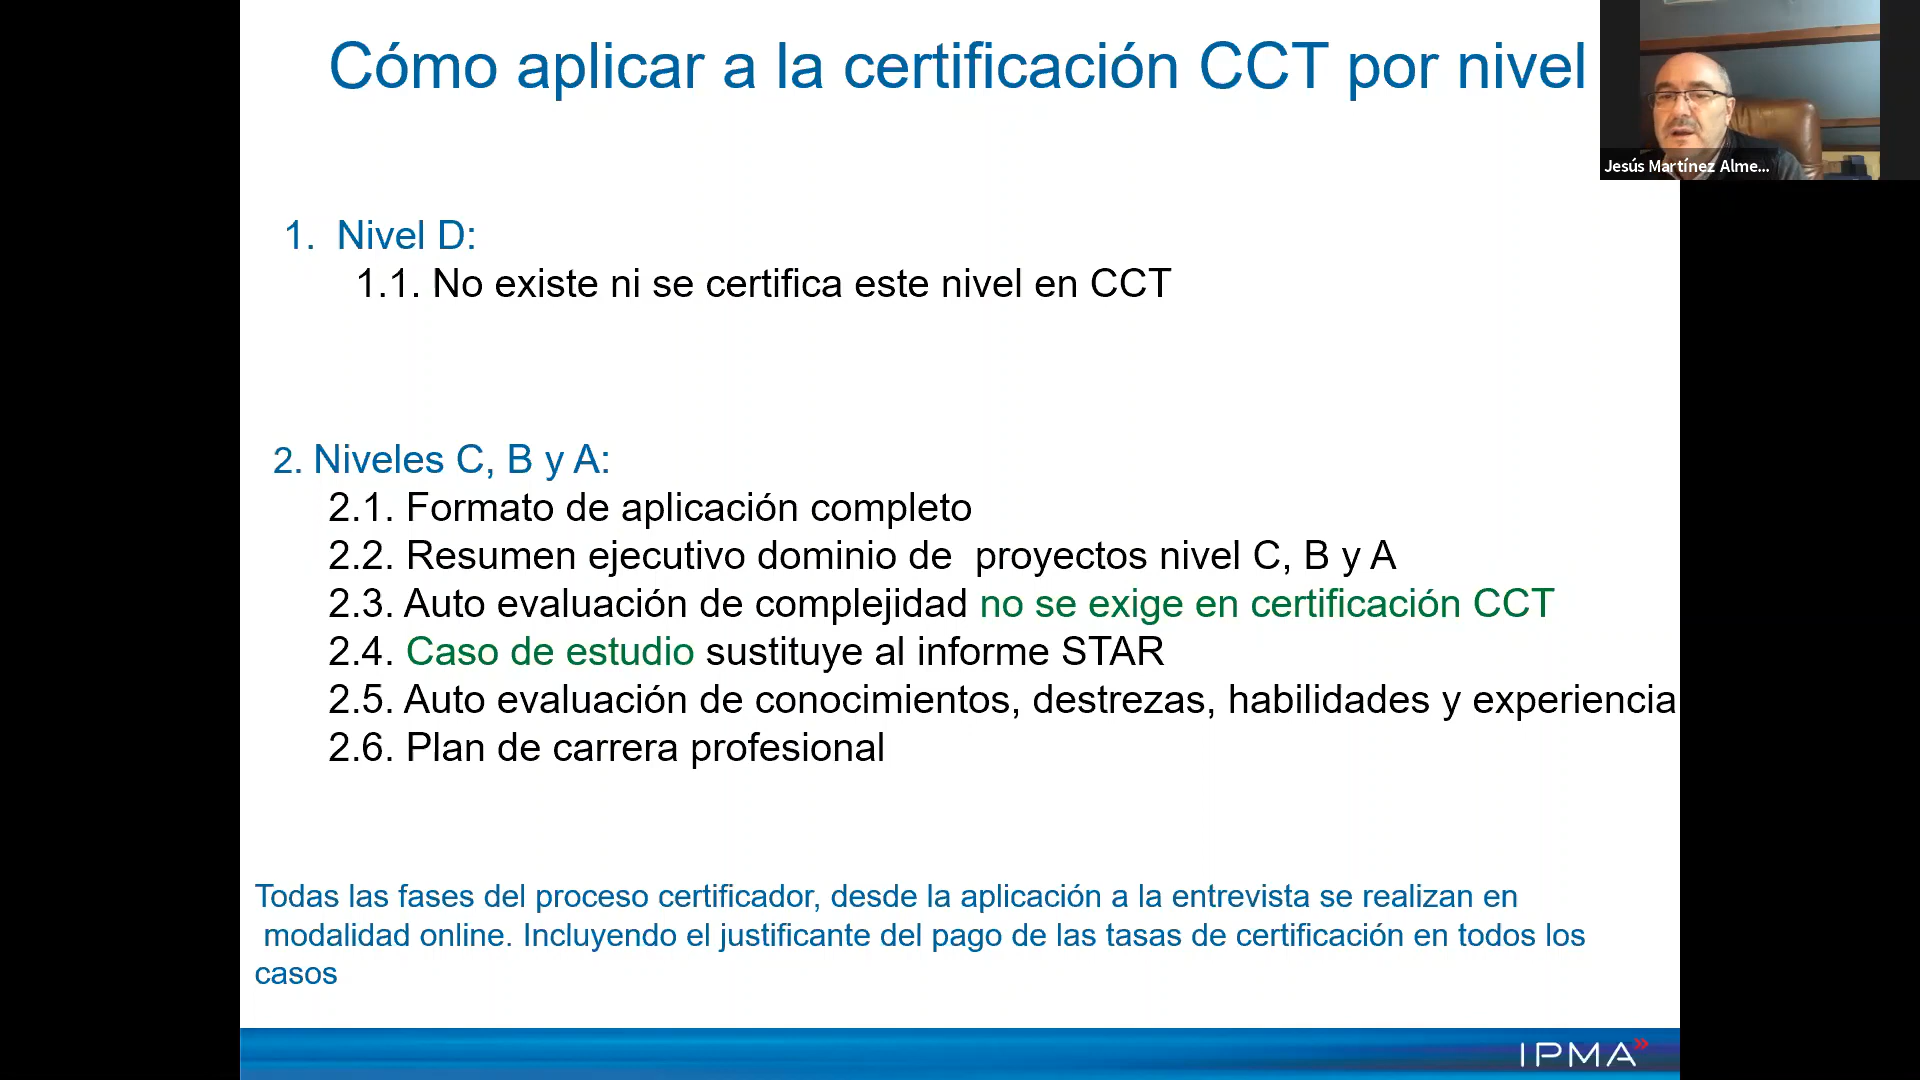 Cómo aplicar a la certificación CCT por nivel
Jesús Martínez Alme...
1. Nivel D:
1.1. No existe ni se certifica este nivel en CCT
2. Niveles C, B y A:
2.1. Formato de aplicación completo
2.2. Resumen ejecutivo dominio de proyectos nivel C, B y A
2.3. Auto evaluación de complejidad no se exige en certificación CCT
2.4. Caso de estudio sustituye al informe STAR
2.5. Auto evaluación de conocimientos, destrezas, habilidades y experiencia
2.6. Plan de carrera profesional
Todas las fases del proceso certificador, desde la aplicación a la entrevista se realizan en
modalidad online. Incluyendo el justificante del pago de las tasas de certificación en todos los
casos
IPMA